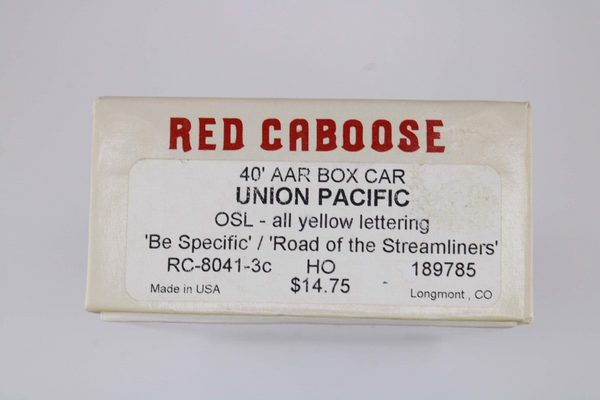 RED CABOOSE
40' AAR BOX CAR
UNION PACIFIC
OSL - all yellow lettering
'Be Specific' / 'Road of the Streamliners'
RC-8041-3c HO 189785
Made in USA $14.75 Longmont , CO